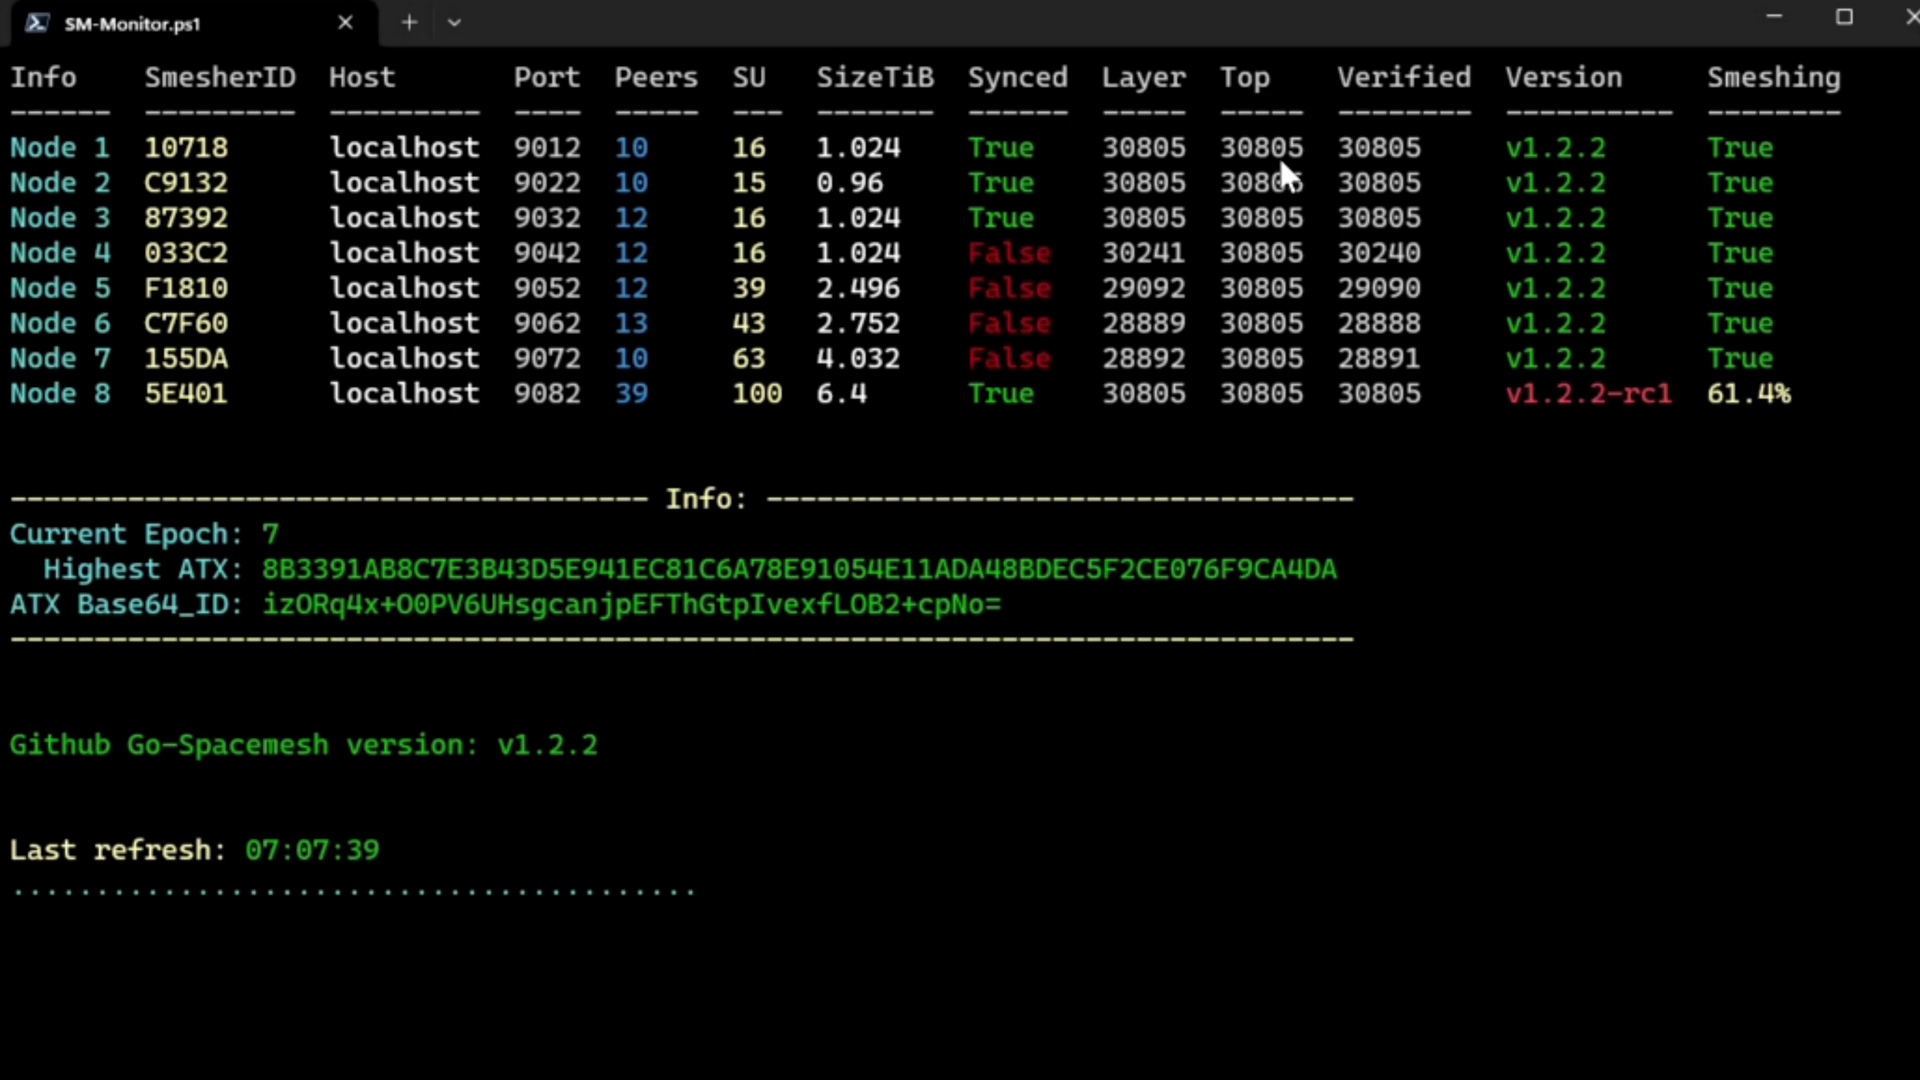 SM-Monitor.ps1
Info SmesherID Host Port Peers SU SizeTiB Synced Layer Top Verified Version Smeshing
------ --------- --------- ---- ----- --- ------- ------ ----- ----- -------- ---------- --------
Node 1 10718 localhost 9012 10 16 1.024 True 30805 30805 30805 v1.2.2 True
Node 2 C9132 localhost 9022 10 15 0.96 True 30805 30805 30805 v1.2.2 True
Node 3 87392 localhost 9032 12 16 1.024 True 30805 30805 30805 v1.2.2 True
Node 4 033C2 localhost 9042 12 16 1.024 False 30241 30805 30240 v1.2.2 True
Node 5 F1810 localhost 9052 12 39 2.496 False 29092 30805 29090 v1.2.2 True
Node 6 C7F60 localhost 9062 13 43 2.752 False 28889 30805 28888 v1.2.2 True
Node 7 155DA localhost 9072 10 63 4.032 False 28892 30805 28891 v1.2.2 True
Node 8 5E401 localhost 9082 39 100 6.4 True 30805 30805 30805 v1.2.2-rc1 61.4%
-------------------------------------- Info: -----------------------------------
Current Epoch: 7
Highest ATX: 8B3391AB8C7E3B43D5E941EC81C6A78E91054E11ADA48BDEC5F2CE076F9CA4DA
ATX Base64_ID: izORq4x+O0PV6UHsgcanjpEFThGtpIvexfLOB2+cpNo=
--------------------------------------------------------------------------------
Github Go-Spacemesh version: v1.2.2
Last refresh: 07:07:39
.........................................